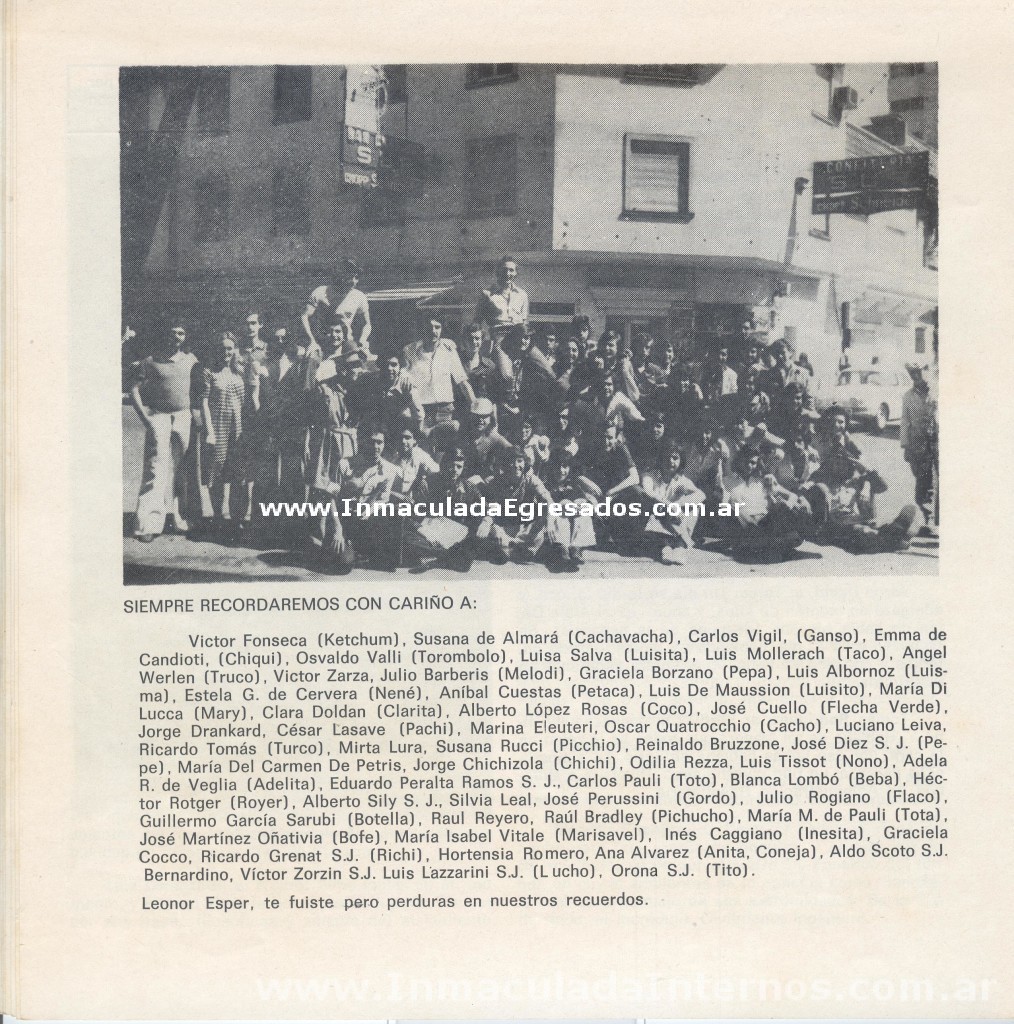 BAR
S
CROPP S
CONFITERIA
S
CROPP Schneider
www.InmaculadaEgresados.com.ar
SIEMPRE RECORDAREMOS CON CARIÑO A:
Victor Fonseca (Ketchum), Susana de Almará (Cachavacha), Carlos Vigil, (Ganso), Emma de
Candioti, (Chiqui), Osvaldo Valli (Torombolo), Luisa Salva (Luisita), Luis Mollerach (Taco), Angel
Werlen (Truco), Victor Zarza, Julio Barberis (Melodi), Graciela Borzano (Pepa), Luis Albornoz (Luis-
ma), Estela G. de Cervera (Nené), Aníbal Cuestas (Petaca), Luis De Maussion (Luisito), María Di
Lucca (Mary), Clara Doldan (Clarita), Alberto López Rosas (Coco), José Cuello (Flecha Verde),
Jorge Drankard, César Lasave (Pachi), Marina Eleuteri, Oscar Quatrocchio (Cacho), Luciano Leiva,
Ricardo Tomás (Turco), Mirta Lura, Susana Rucci (Picchio), Reinaldo Bruzzone, José Diez S. J. (Pe-
pe), María Del Carmen De Petris, Jorge Chichizola (Chichi), Odilia Rezza, Luis Tissot (Nono), Adela
R. de Veglia (Adelita), Eduardo Peralta Ramos S. J., Carlos Pauli (Toto), Blanca Lombó (Beba), Héc-
tor Rotger (Royer), Alberto Sily S. J., Silvia Leal, José Perussini (Gordo), Julio Rogiano (Flaco),
Guillermo García Sarubi (Botella), Raul Reyero, Raúl Bradley (Pichucho), María M. de Pauli (Tota),
José Martínez Oñativia (Bofe), María Isabel Vitale (Marisavel), Inés Caggiano (Inesita), Graciela
Cocco, Ricardo Grenat S.J. (Richi), Hortensia Romero, Ana Alvarez (Anita, Coneja), Aldo Scoto S.J.
Bernardino, Víctor Zorzin S.J. Luis Lazzarini S.J. (Lucho), Orona S.J. (Tito).
Leonor Esper, te fuiste pero perduras en nuestros recuerdos.
www.InmaculadaInternos.com.ar